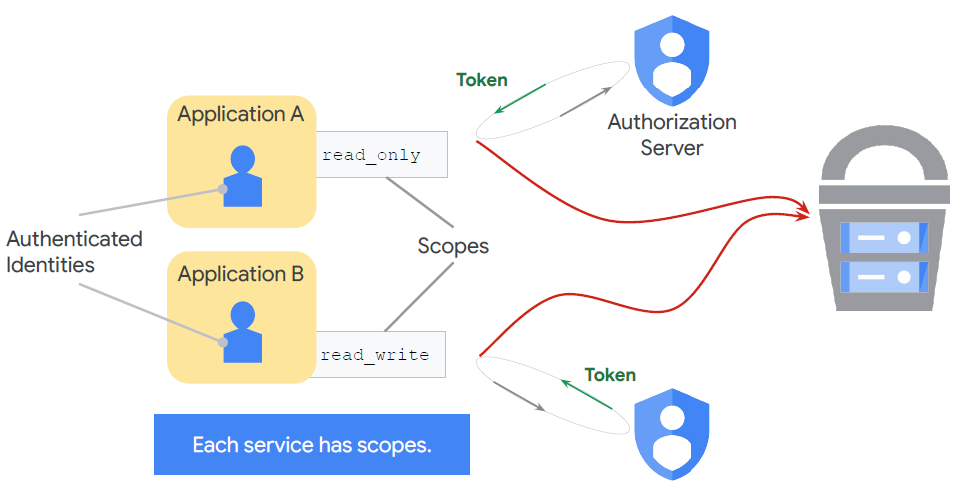 Token
Authorization
Server
Application A
read_only
Authenticated
Identities
Scopes
Application B
read_write
Token
Each service has scopes.